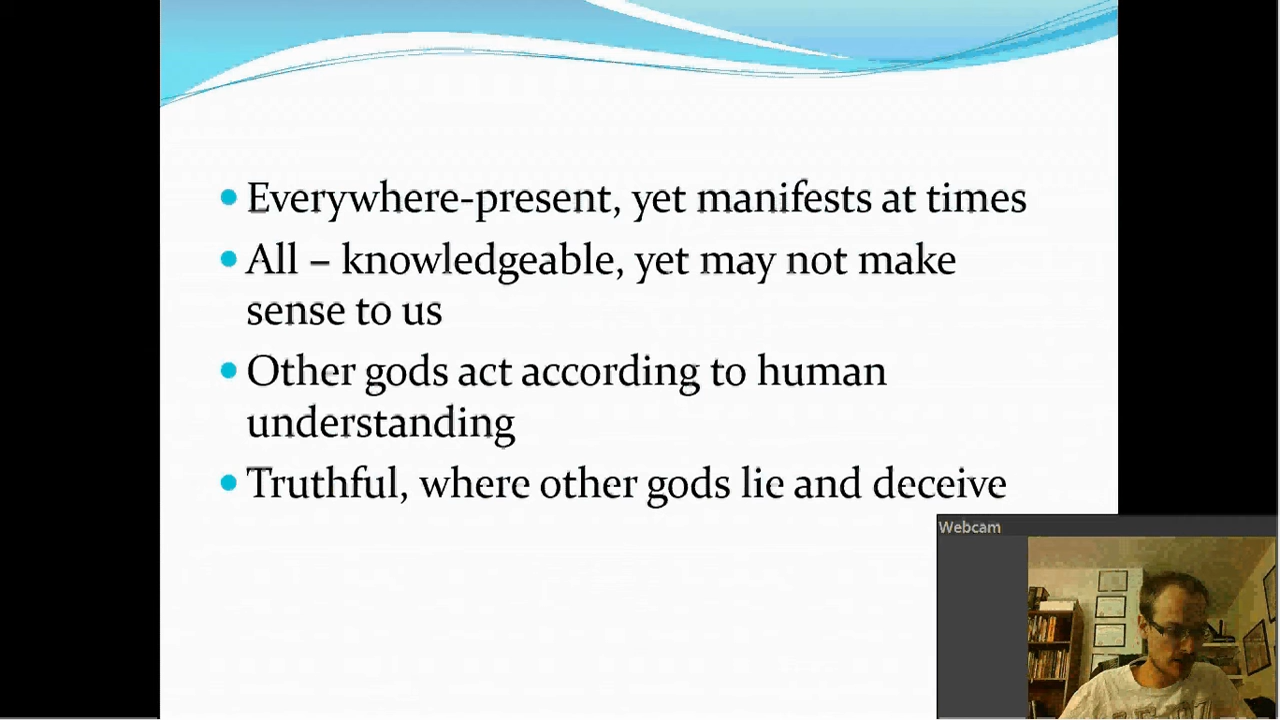 Everywhere-present, yet manifests at times
All – knowledgeable, yet may not make
sense to us
Other gods act according to human
understanding
Truthful, where other gods lie and deceive
Webcam